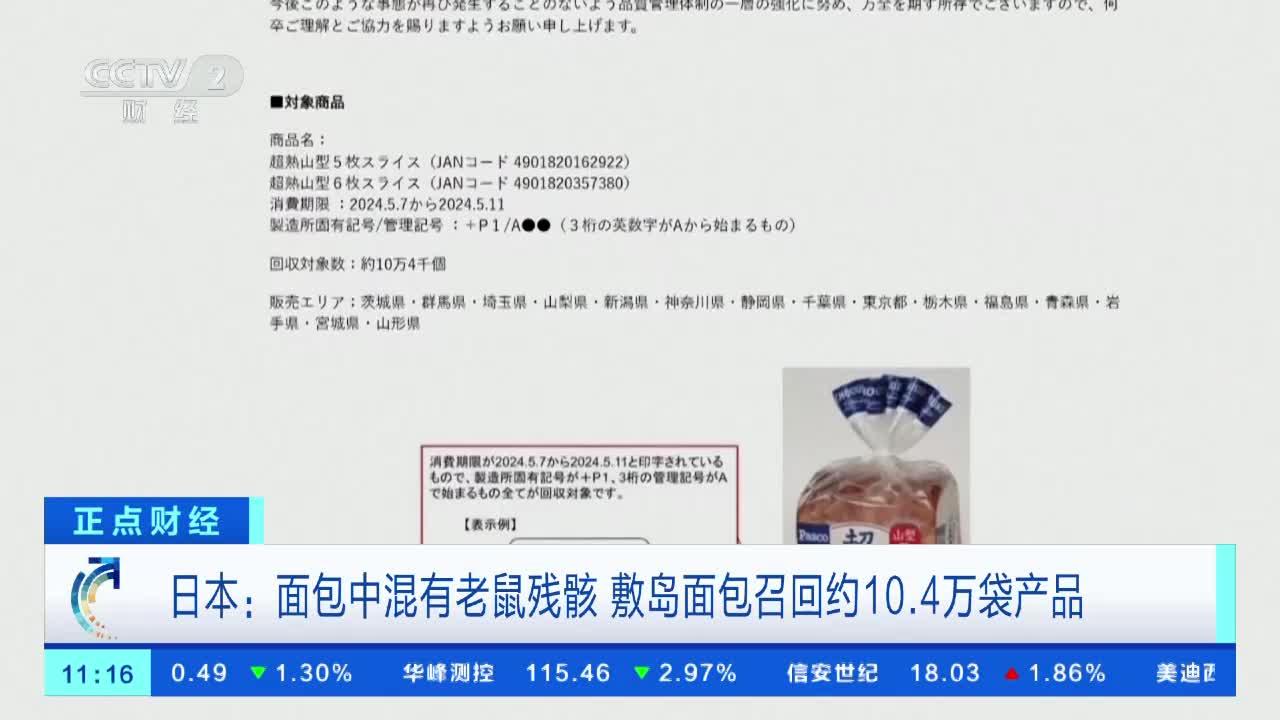 今後このような事態が再び発生することのないよう品質管理体制の一層の強化に努め、万全を期す所存でございますので、何
卒ご理解とご協力を賜りますようお願い申し上げます。
CCTV 2
财 经
■対象商品
商品名：
超熟山型５枚スライス（JANコード 4901820162922）
超熟山型６枚スライス（JANコード 4901820357380）
消費期限 ：2024.5.7から2024.5.11
製造所固有記号/管理記号 ：＋P１/A●●（３桁の英数字がAから始まるもの）
回収対象数：約10万4千個
販売エリア；茨城県・群馬県・埼玉県・山梨県・新潟県・神奈川県・静岡県・千葉県・東京都・栃木県・福島県・青森県・岩
手県・宮城県・山形県
消費期限が2024.5.7から2024.5.11と印字されている
もので、製造所固有記号が＋P1、3桁の管理記号がA
で始まるもの全てが回収対象です。
【表示例】
Pasco
超
山型
正点财经
日本：面包中混有老鼠残骸 敷岛面包召回约10.4万袋产品
11:16 0.49 ▼1.30% 华峰测控 115.46 ▼2.97% 信安世纪 18.03 ▲1.86% 美迪西